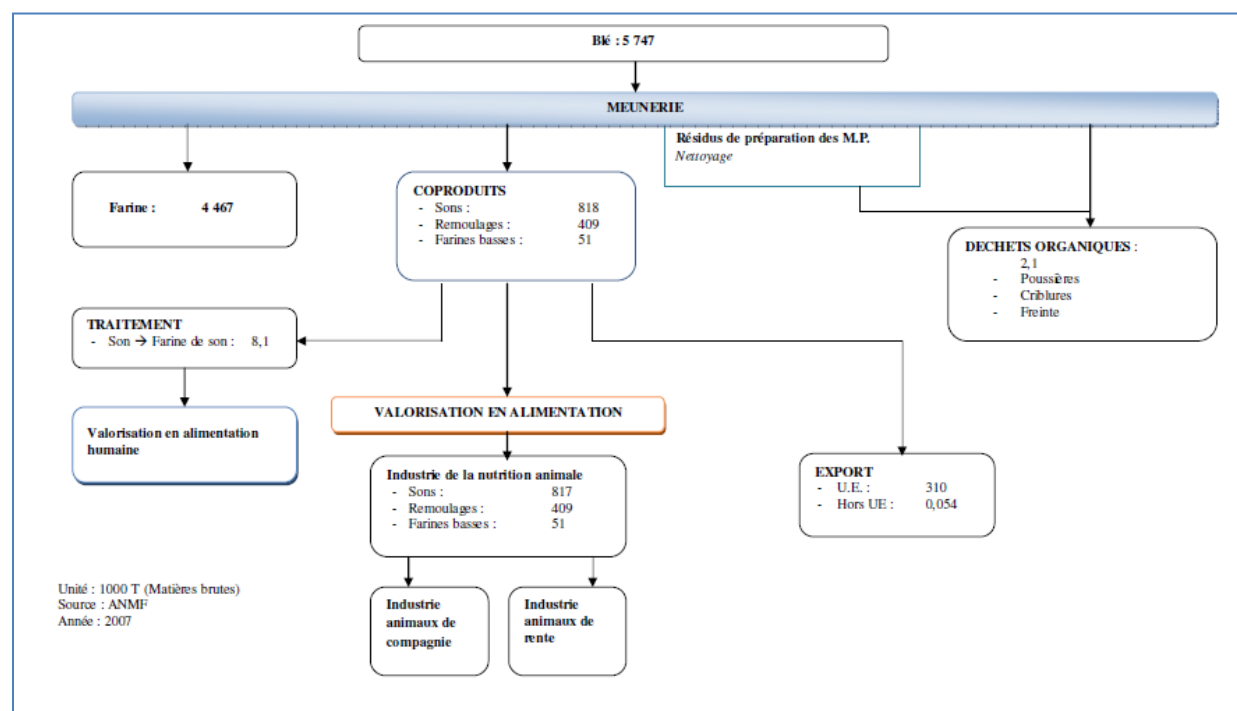 Blé : 5 747
MEUNERIE
Résidus de préparation des M.P.
Nettoyage
Farine : 4 467
COPRODUITS
- Sons : 818
- Remoulages : 409
- Farines basses : 51
DECHETS ORGANIQUES :
2,1
- Poussières
- Criblures
- Freinte
TRAITEMENT
- Son → Farine de son : 8,1
Valorisation en alimentation
humaine
VALORISATION EN ALIMENTATION
Industrie de la nutrition animale
- Sons : 817
- Remoulages : 409
- Farines basses : 51
EXPORT
- U.E. : 310
- Hors UE : 0,054
Industrie
animaux de
compagnie
Industrie
animaux de
rente
Unité : 1000 T (Matières brutes)
Source : ANMF
Année : 2007